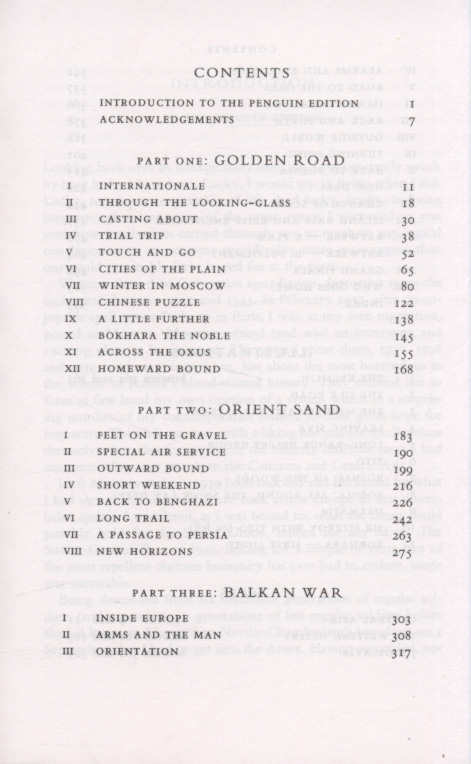 CONTENTS
INTRODUCTION TO THE PENGUIN EDITION 1
ACKNOWLEDGEMENTS 7
PART ONE: GOLDEN ROAD
I INTERNATIONALE 11
II THROUGH THE LOOKING-GLASS 18
III CASTING ABOUT 30
IV TRIAL TRIP 38
V TOUCH AND GO 52
VI CITIES OF THE PLAIN 65
VII WINTER IN MOSCOW 80
VIII CHINESE PUZZLE 122
IX A LITTLE FURTHER 138
X BOKHARA THE NOBLE 145
XI ACROSS THE OXUS 155
XII HOMEWARD BOUND 168
PART TWO: ORIENT SAND
I FEET ON THE GRAVEL 183
II SPECIAL AIR SERVICE 190
III OUTWARD BOUND 199
IV SHORT WEEKEND 216
V BACK TO BENGHAZI 226
VI LONG TRAIL 242
VII A PASSAGE TO PERSIA 263
VIII NEW HORIZONS 275
PART THREE: BALKAN WAR
I INSIDE EUROPE 303
II ARMS AND THE MAN 308
III ORIENTATION 317